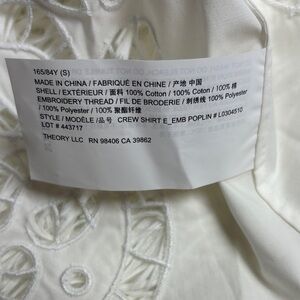 165/84Y (S)
MADE IN CHINA / FABRIQUÉ EN CHINE / 产地 中国
SHELL / EXTÉRIEUR / 面料 100% Cotton / 100% Cotton / 100% 棉
EMBROIDERY THREAD / FIL DE BRODERIE / 刺绣线 100% Polyester
/ 100% Polyester / 100% 聚酯纤维
STYLE / MODÈLE / 品号 CREW SHIRT E_EMB POPLIN # L0304510
LOT # 443717
THEORY LLC RN 98406 CA 39862